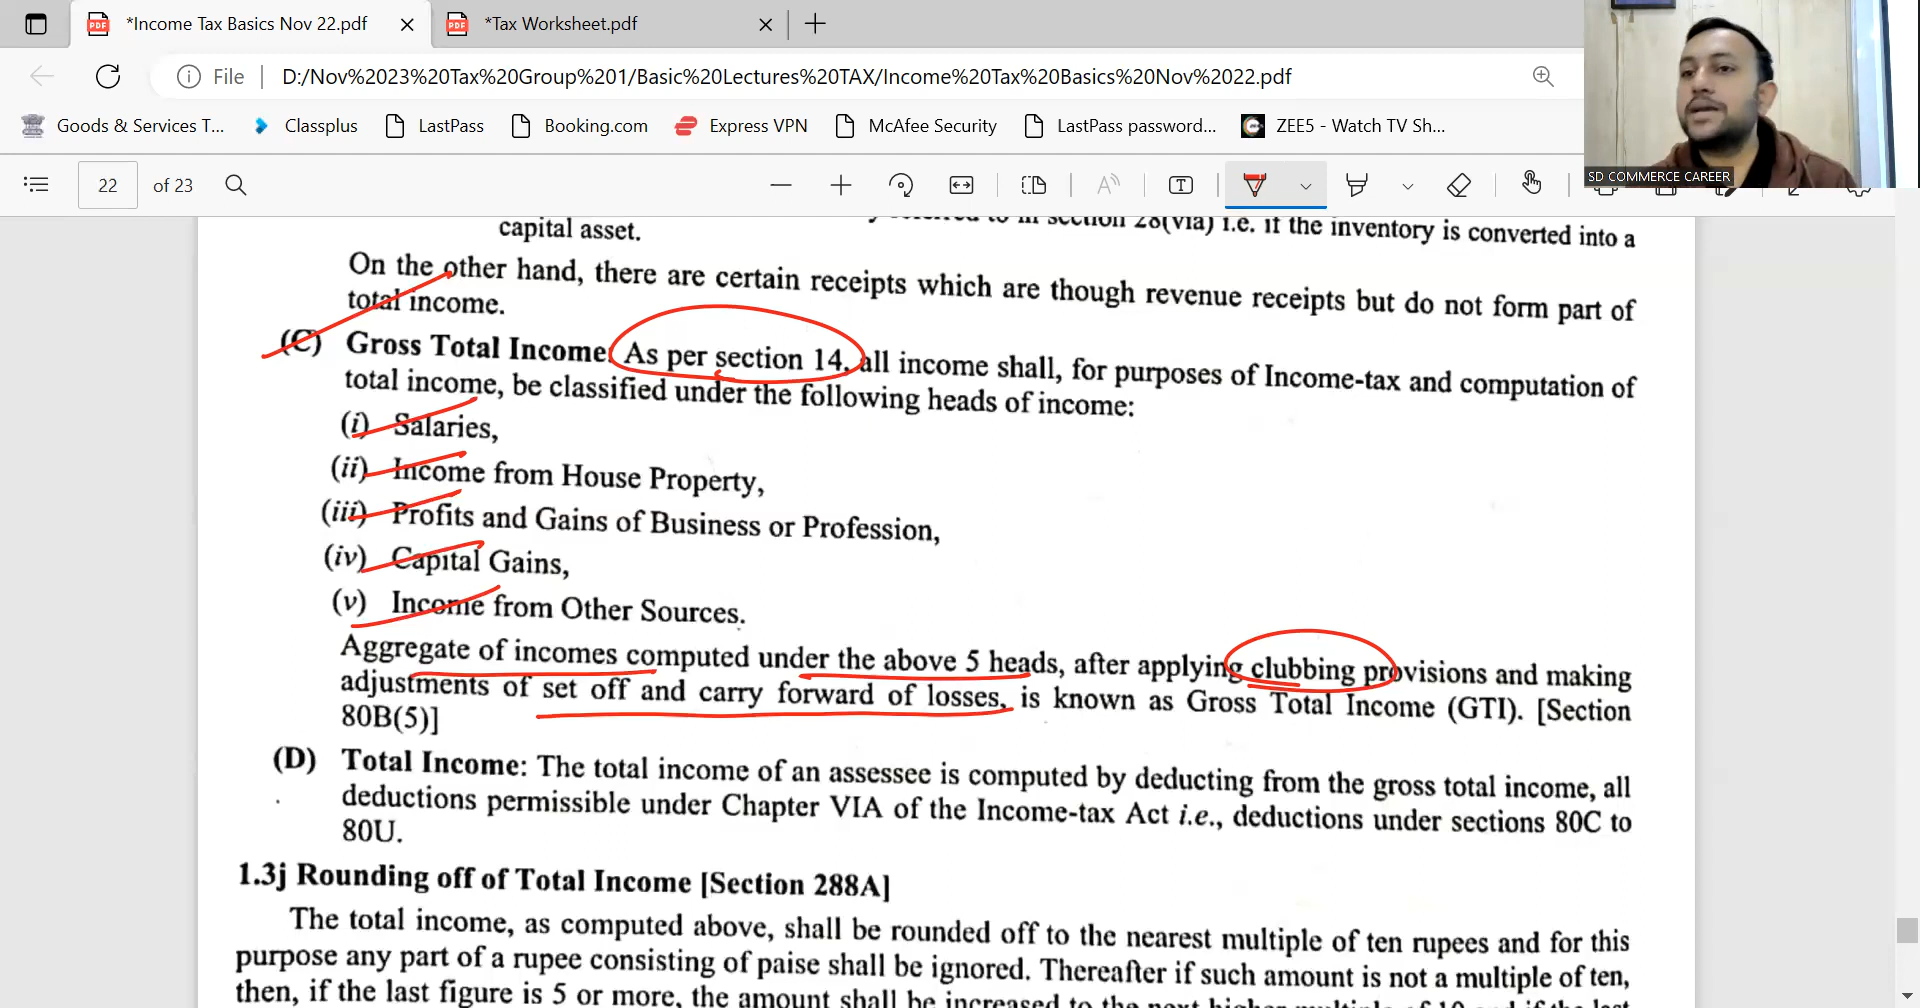 *Income Tax Basics Nov 22.pdf
*Tax Worksheet.pdf
File
D:/Nov%2023%20Tax%20Group%201/Basic%20Lectures%20TAX/Income%20Tax%20Basics%20Nov%2022.pdf
Goods & Services T... Classplus LastPass Booking.com Express VPN McAfee Security LastPass password... ZEE5 - Watch TV Sh...
SD COMMERCE CAREER
22 of 23
to in section 28(via) i.e. if the inventory is converted into a
capital asset.
On the other hand, there are certain receipts which are though revenue receipts but do not form part of
total income.
(C) Gross Total Income: As per section 14, all income shall, for purposes of Income-tax and computation of
total income, be classified under the following heads of income:
(i) Salaries,
(ii) Income from House Property,
(iii) Profits and Gains of Business or Profession,
(iv) Capital Gains,
(v) Income from Other Sources.
Aggregate of incomes computed under the above 5 heads, after applying clubbing provisions and making
adjustments of set off and carry forward of losses, is known as Gross Total Income (GTI). [Section
80B(5)]
(D) Total Income: The total income of an assessee is computed by deducting from the gross total income, all
deductions permissible under Chapter VIA of the Income-tax Act i.e., deductions under sections 80C to
80U.
1.3j Rounding off of Total Income [Section 288A]
The total income, as computed above, shall be rounded off to the nearest multiple of ten rupees and for this
purpose any part of a rupee consisting of paise shall be ignored. Thereafter if such amount is not a multiple of ten,
then, if the last figure is 5 or more, the amount shall be increased to the next higher multiple of 10 and if the last